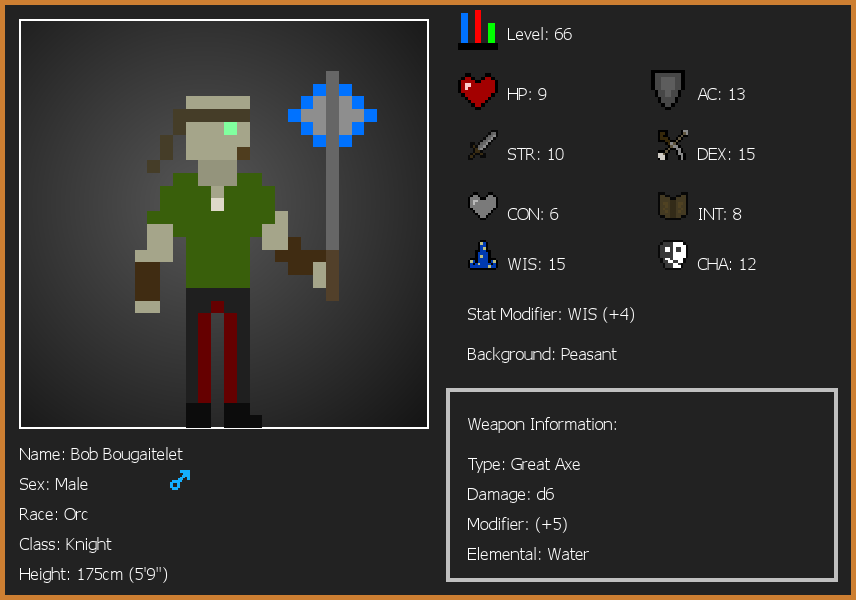 Level: 66
HP: 9
AC: 13
STR: 10
DEX: 15
CON: 6
INT: 8
WIS: 15
CHA: 12
Stat Modifier: WIS (+4)
Background: Peasant
Weapon Information:
Type: Great Axe
Damage: d6
Modifier: (+5)
Elemental: Water
Name: Bob Bougaitelet
Sex: Male
Race: Orc
Class: Knight
Height: 175cm (5'9")